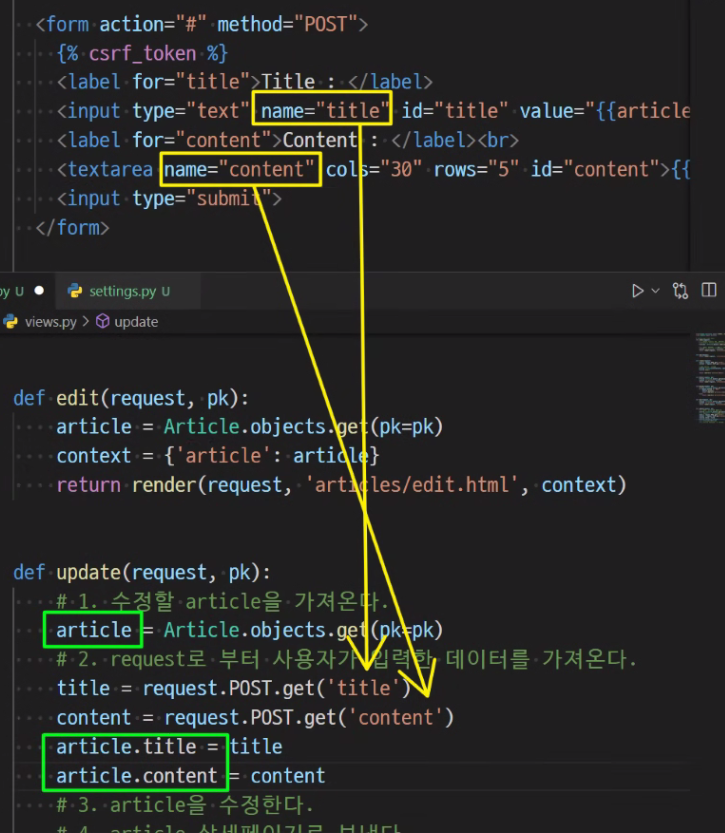 <form action="#" method="POST">
{% csrf_token %}
<label for="title">Title : </label>
<input type="text" name="title" id="title" value="{{article
<label for="content">Content : </label><br>
<textarea name="content" cols="30" rows="5" id="content">{{
<input type="submit">
</form>
py U ● settings.py U
views.py > update
def edit(request, pk):
article = Article.objects.get(pk=pk)
context = {'article': article}
return render(request, 'articles/edit.html', context)
def update(request, pk):
# 1. 수정할 article을 가져온다.
article = Article.objects.get(pk=pk)
# 2. request로 부터 사용자가 입력한 데이터를 가져온다.
title = request.POST.get('title')
content = request.POST.get('content')
article.title = title
article.content = content
# 3. article을 수정한다.
# 4. article 상세페이지로 보낸다